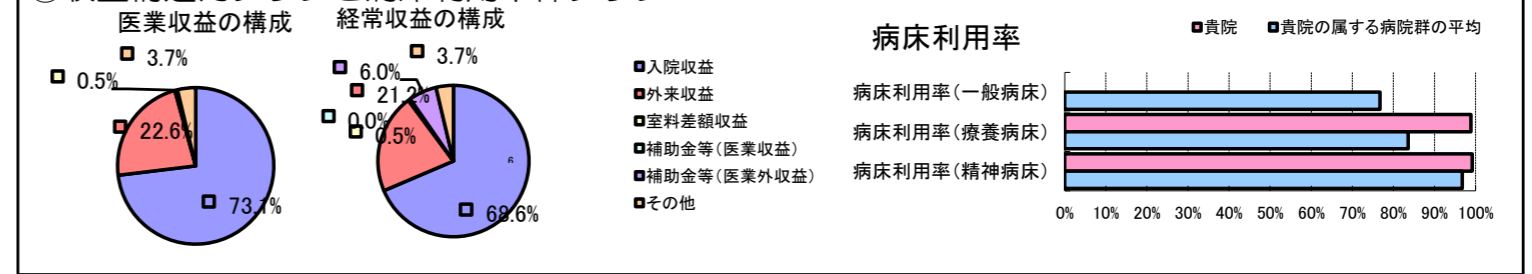 医業収益の構成
3.7%
0.5%
22.6%
73.1%
経常収益の構成
3.7%
6.0%
21.2%
0.0%
0.5%
6
68.6%
入院収益
外来収益
室料差額収益
補助金等(医業収益)
補助金等(医業外収益)
その他
病床利用率
貴院
貴院の属する病院群の平均
病床利用率(一般病床)
病床利用率(療養病床)
病床利用率(精神病床)
0% 10% 20% 30% 40% 50% 60% 70% 80% 90% 100%